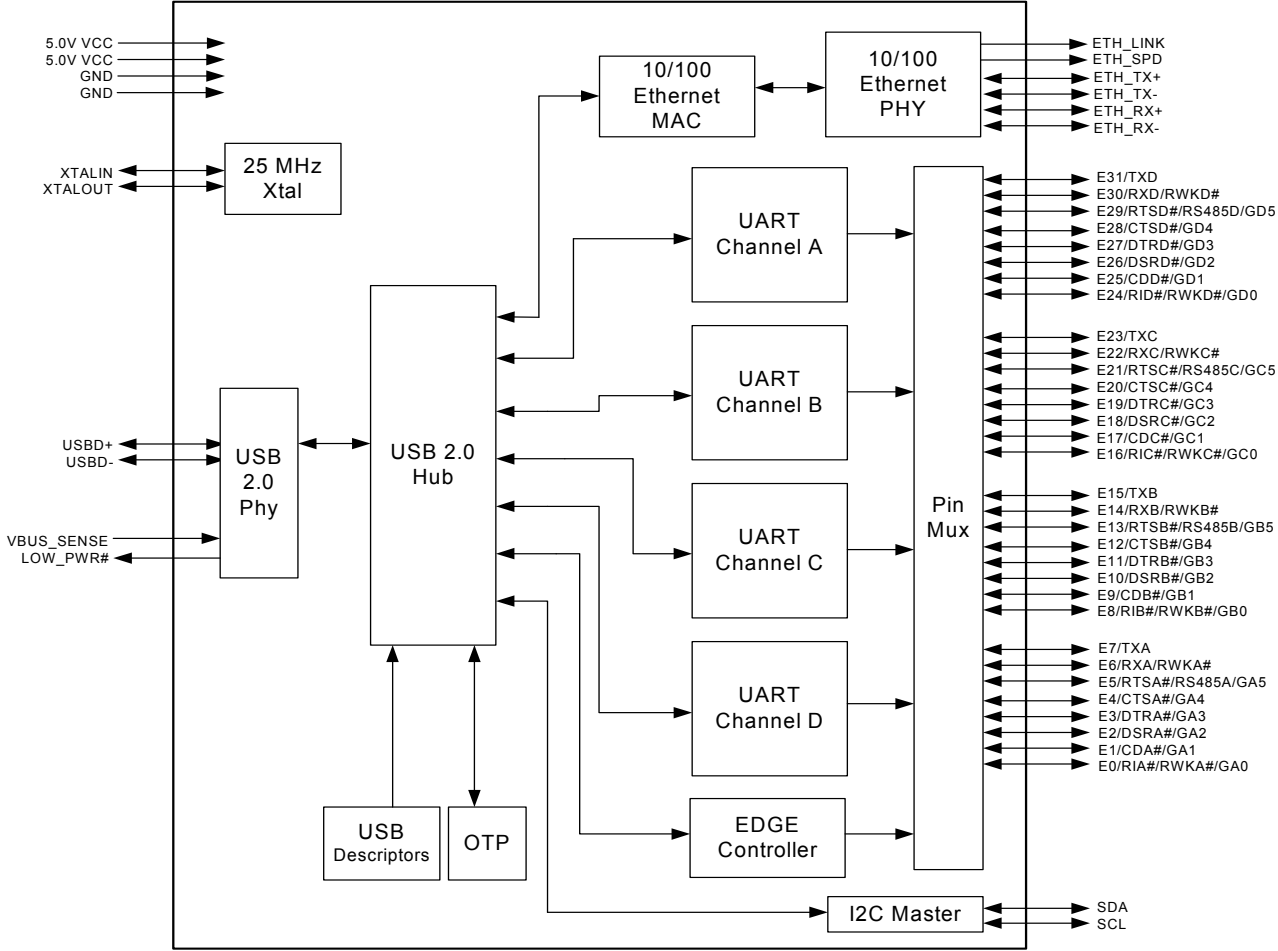 5.0V VCC
5.0V VCC
GND
GND
XTALIN
XTALOUT
25 MHz
Xtal
USBD+
USBD-
VBUS_SENSE
LOW_PWR#
USB
2.0
Phy
USB 2.0
Hub
USB
Descriptors
OTP
10/100
Ethernet
MAC
10/100
Ethernet
PHY
UART
Channel A
UART
Channel B
UART
Channel C
UART
Channel D
EDGE
Controller
I2C Master
Pin
Mux
ETH_LINK
ETH_SPD
ETH_TX+
ETH_TX-
ETH_RX+
ETH_RX-
E31/TXD
E30/RXD/RWKD#
E29/RTSD#/RS485D/GD5
E28/CTSD#/GD4
E27/DTRD#/GD3
E26/DSRD#/GD2
E25/CDD#/GD1
E24/RID#/RWKD#/GD0
E23/TXC
E22/RXC/RWKC#
E21/RTSC#/RS485C/GC5
E20/CTSC#/GC4
E19/DTRC#/GC3
E18/DSRC#/GC2
E17/CDC#/GC1
E16/RIC#/RWKC#/GC0
E15/TXB
E14/RXB/RWKB#
E13/RTSB#/RS485B/GB5
E12/CTSB#/GB4
E11/DTRB#/GB3
E10/DSRB#/GB2
E9/CDB#/GB1
E8/RIB#/RWKB#/GB0
E7/TXA
E6/RXA/RWKA#
E5/RTSA#/RS485A/GA5
E4/CTSA#/GA4
E3/DTRA#/GA3
E2/DSRA#/GA2
E1/CDA#/GA1
E0/RIA#/RWKA#/GA0
SDA
SCL